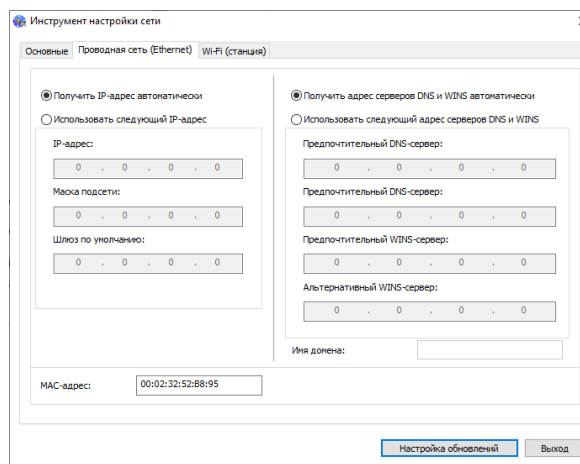 Инструмент настройки сети
Основные Проводная сеть (Ethernet) Wi-Fi (станция)
Получить IP-адрес автоматически
Использовать следующий IP-адрес
IP-адрес:
0 . 0 . 0 . 0
Маска подсети:
0 . 0 . 0 . 0
Шлюз по умолчанию:
0 . 0 . 0 . 0
Получить адрес серверов DNS и WINS автоматически
Использовать следующий адрес серверов DNS и WINS
Предпочтительный DNS-сервер:
0 . 0 . 0 . 0
Предпочтительный DNS-сервер:
0 . 0 . 0 . 0
Предпочтительный WINS-сервер:
0 . 0 . 0 . 0
Альтернативный WINS-сервер:
0 . 0 . 0 . 0
Имя домена:
MAC-адрес: 00:02:32:52:B8:95
Настройка обновлений Выход